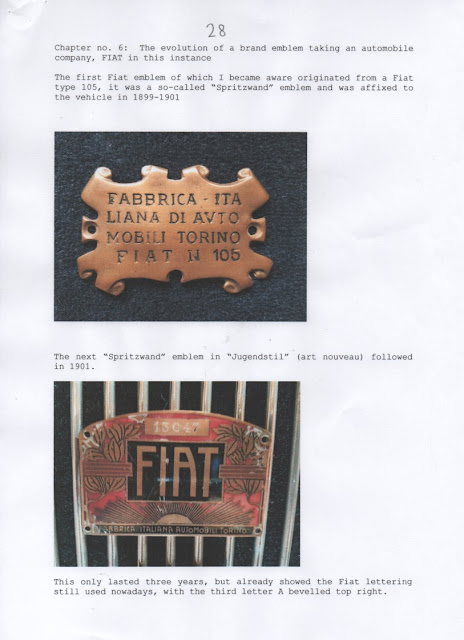 28
Chapter no. 6: The evolution of a brand emblem taking an automobile
company, FIAT in this instance
The first Fiat emblem of which I became aware originated from a Fiat
type 105, it was a so-called "Spritzwand" emblem and was affixed to
the vehicle in 1899-1901
FABBRICA - ITA
LIANA DI AVTO
MOBILI TORINO
FIAT N 105
The next "Spritzwand" emblem in "Jugendstil" (art nouveau) followed
in 1901.
13047
FIAT
FABBRICA ITALIANA AUTOMOBILI TORINO
This only lasted three years, but already showed the Fiat lettering
still used nowadays, with the third letter A bevelled top right.